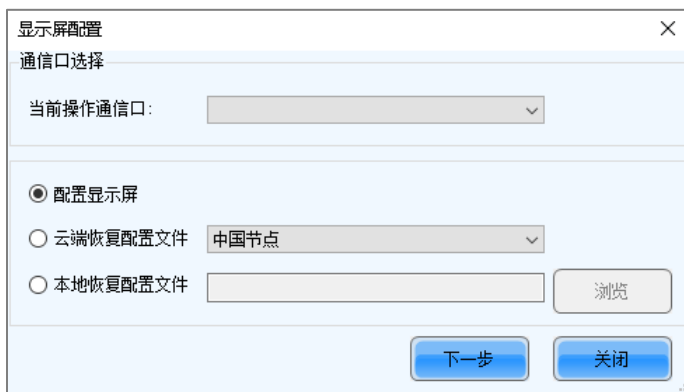 显示屏配置
通信口选择
当前操作通信口：
配置显示屏
云端恢复配置文件 中国节点
本地恢复配置文件 浏览
下一步 关闭